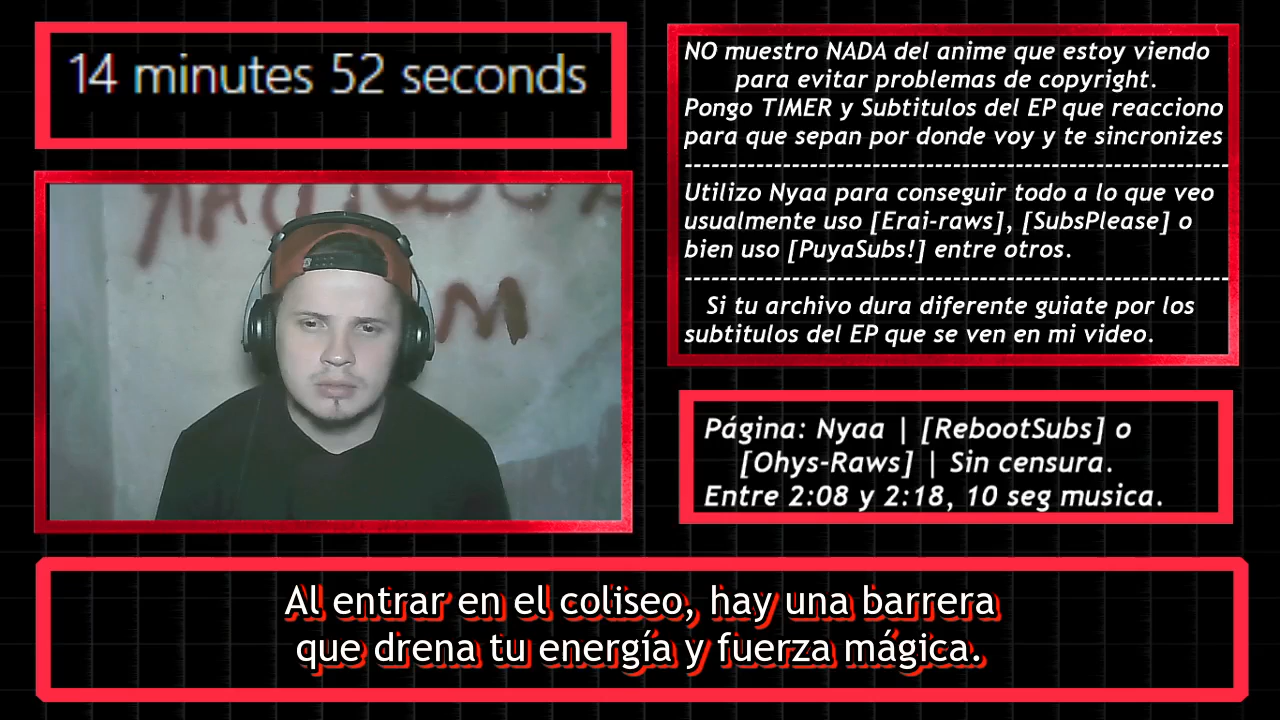 14 minutes 52 seconds
NO muestro NADA del anime que estoy viendo
para evitar problemas de copyright.
Pongo TIMER y Subtitulos del EP que reacciono
para que sepan por donde voy y te sincronizes
-------------------------------------------------------------
Utilizo Nyaa para conseguir todo a lo que veo
usualmente uso [Erai-raws], [SubsPlease] o
bien uso [PuyaSubs!] entre otros.
-------------------------------------------------------------
Si tu archivo dura diferente guiate por los
subtitulos del EP que se ven en mi video.
Página: Nyaa | [RebootSubs] o
[Ohys-Raws] | Sin censura.
Entre 2:08 y 2:18, 10 seg musica.
Al entrar en el coliseo, hay una barrera
que drena tu energía y fuerza mágica.